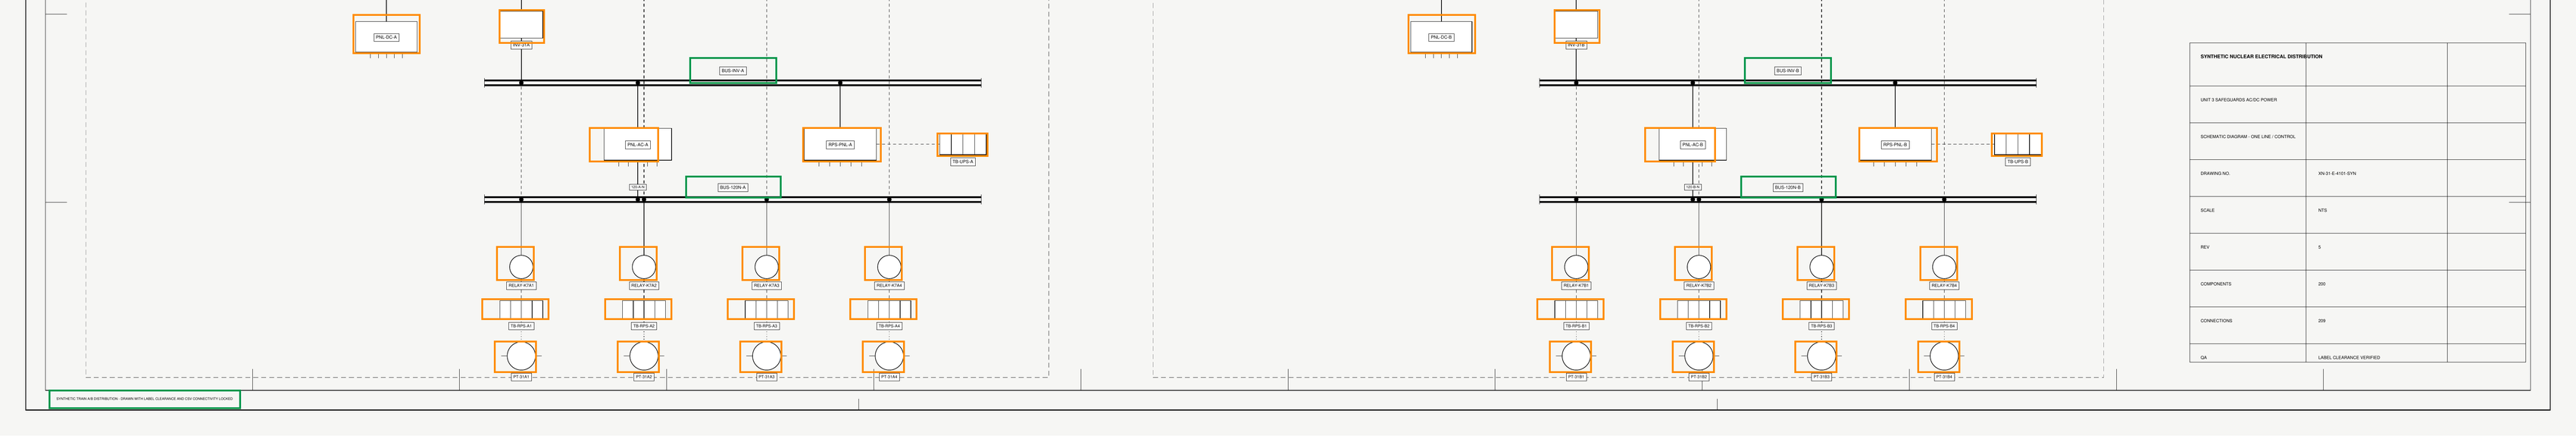 PNL-DC-A
INV-31A
PNL-DC-B
INV-31B
BUS-INV-A
BUS-INV-B
PNL-AC-A
RPS-PNL-A
TB-UPS-A
PNL-AC-B
RPS-PNL-B
TB-UPS-B
BUS-120N-A
BUS-120N-B
RELAY-K7A1
RELAY-K7A2
RELAY-K7A3
RELAY-K7A4
RELAY-K7B1
RELAY-K7B2
RELAY-K7B3
RELAY-K7B4
TB-RPS-A1
TB-RPS-A2
TB-RPS-A3
TB-RPS-A4
TB-RPS-B1
TB-RPS-B2
TB-RPS-B3
TB-RPS-B4
PT-31A1
PT-31A2
PT-31A3
PT-31A4
PT-31B1
PT-31B2
PT-31B3
PT-31B4
SYNTHETIC NUCLEAR ELECTRICAL DISTRIBUTION
UNIT 3 SAFEGUARDS AC/DC POWER
SCHEMATIC DIAGRAM - ONE LINE / CONTROL
DRAWING NO. XN-31-E-4101-SYN
SCALE NTS
REV 5
COMPONENTS 200
CONNECTIONS 209
QA LABEL CLEARANCE VERIFIED
SYNTHETIC TRAIN A/B DISTRIBUTION - DRAWN WITH LABEL CLEARANCE AND CSV CONNECTIVITY LOCKED